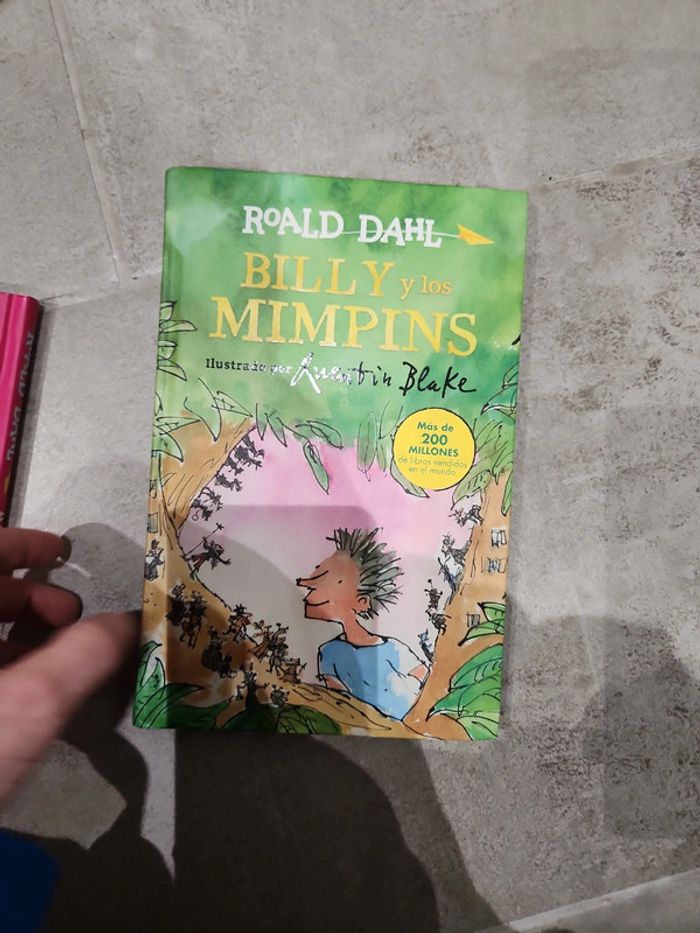 ROALD DAHL
BILLY y los
MIMPINS
Ilustrado por Quentin Blake
Más de
200
MILLONES
de libros vendidos
en el mundo